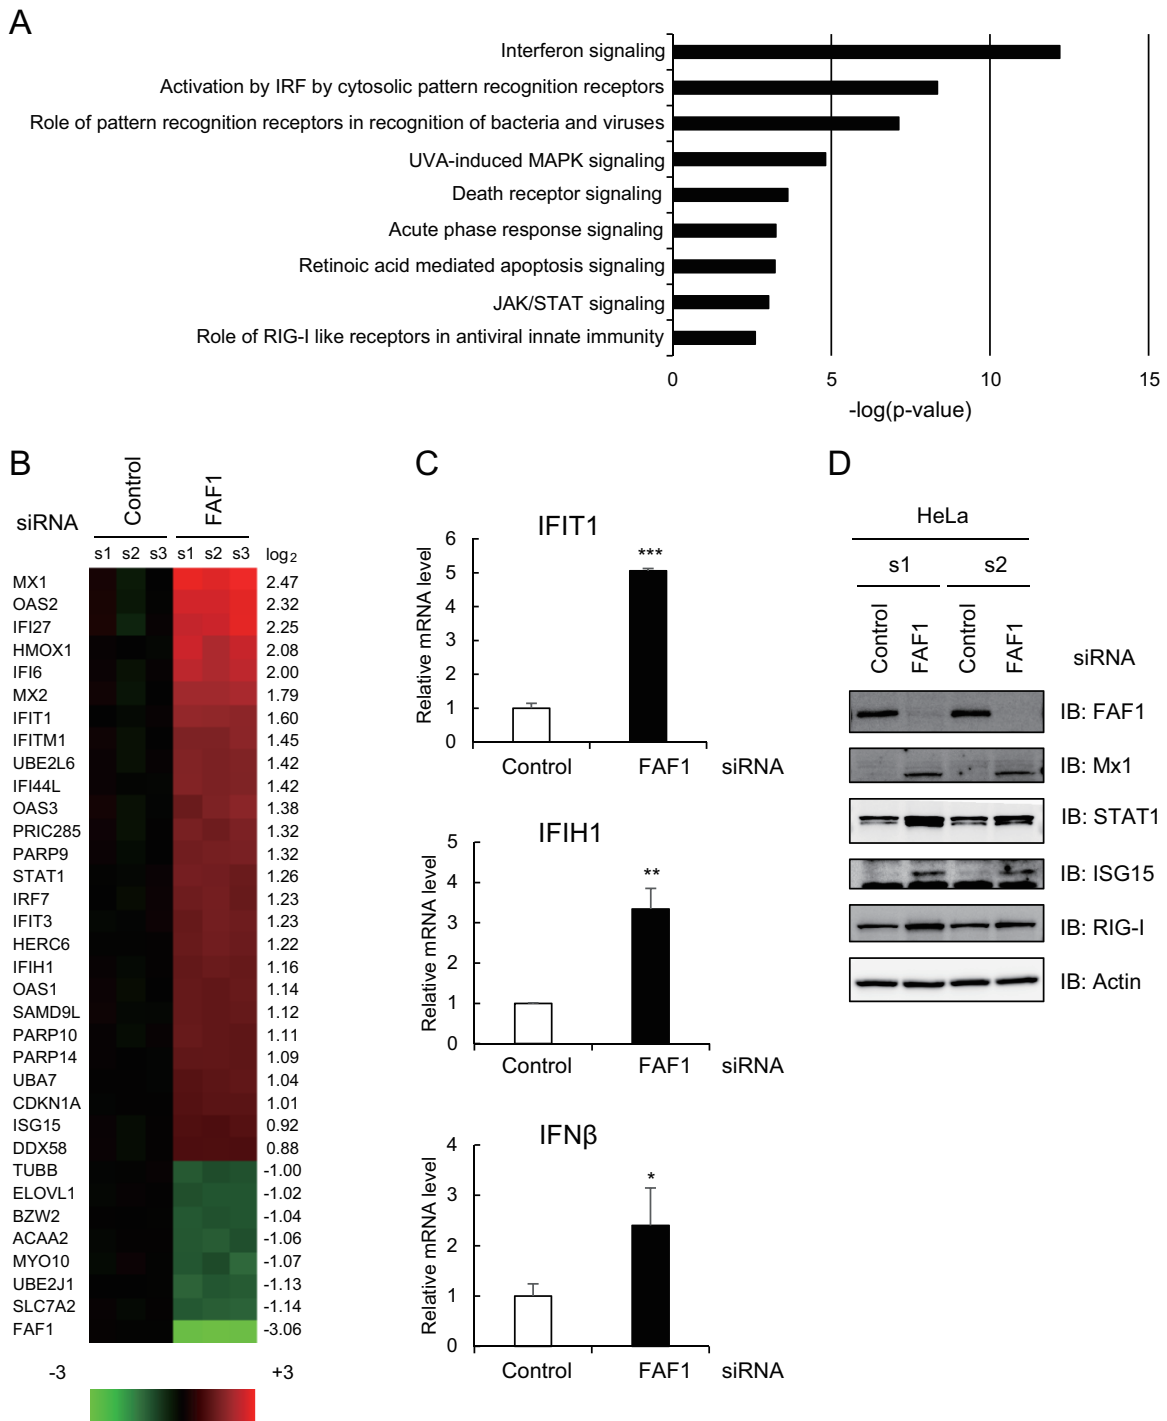 A
Interferon signaling
Activation by IRF by cytosolic pattern recognition receptors
Role of pattern recognition receptors in recognition of bacteria and viruses
UVA-induced MAPK signaling
Death receptor signaling
Acute phase response signaling
Retinoic acid mediated apoptosis signaling
JAK/STAT signaling
Role of RIG-I like receptors in antiviral innate immunity
0 5 10 15
-log(p-value)
B
siRNA
Control
FAF1
s1 s2 s3 s1 s2 s3 log2
MX1 2.47
OAS2 2.32
IFI27 2.25
HMOX1 2.08
IFI6 2.00
MX2 1.79
IFIT1 1.60
IFITM1 1.45
UBE2L6 1.42
IFI44L 1.42
OAS3 1.38
PRIC285 1.32
PARP9 1.32
STAT1 1.26
IRF7 1.23
IFIT3 1.23
HERC6 1.22
IFIH1 1.16
OAS1 1.14
SAMD9L 1.12
PARP10 1.11
PARP14 1.09
UBA7 1.04
CDKN1A 1.01
ISG15 0.92
DDX58 0.88
TUBB -1.00
ELOVL1 -1.02
BZW2 -1.04
ACAA2 -1.06
MYO10 -1.07
UBE2J1 -1.13
SLC7A2 -1.14
FAF1 -3.06
-3 +3
C
IFIT1
Relative mRNA level
6
5
4
3
2
1
0
***
Control FAF1 siRNA
IFIH1
Relative mRNA level
5
4
3
2
1
0
**
Control FAF1 siRNA
IFNβ
Relative mRNA level
4
3
2
1
0
*
Control FAF1 siRNA
D
HeLa
s1 s2
Control FAF1 Control FAF1 siRNA
IB: FAF1
IB: Mx1
IB: STAT1
IB: ISG15
IB: RIG-I
IB: Actin